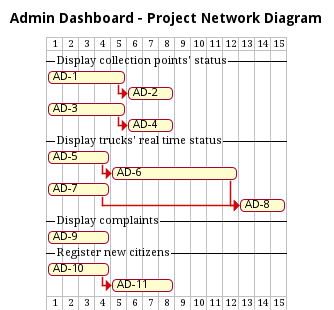 Admin Dashboard - Project Network Diagram
1 2 3 4 5 6 7 8 9 10 11 12 13 14 15
Display collection points' status
AD-1
AD-2
AD-3
AD-4
Display trucks' real time status
AD-5
AD-6
AD-7
AD-8
Display complaints
AD-9
Register new citizens
AD-10
AD-11
1 2 3 4 5 6 7 8 9 10 11 12 13 14 15